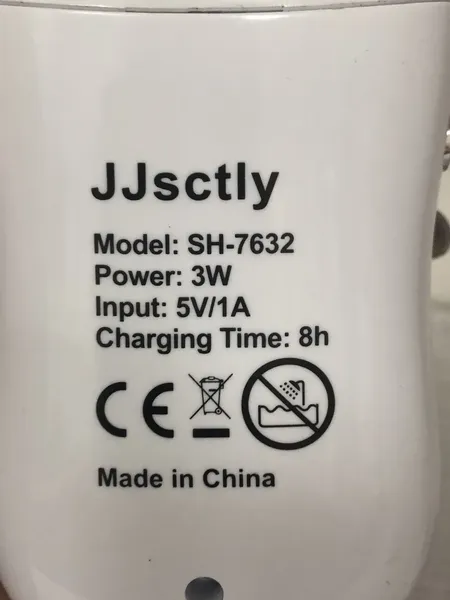 JJsctly
Model: SH-7632
Power: 3W
Input: 5V/1A
Charging Time: 8h
CE
Made in China